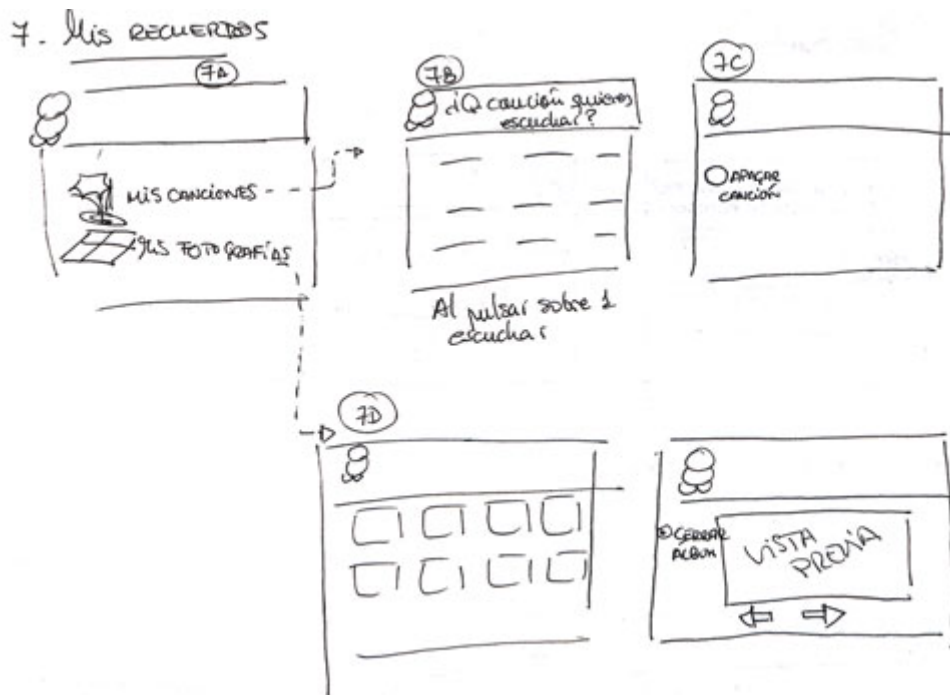 7. Mis RECUERDOS
7A
MIS CANCIONES
MIS FOTOGRAFÍAS
7B
¿Q canción quieres
escuchar?
Al pulsar sobre 1
escuchar
7C
APAGAR
CANCIÓN
7D
CERRAR
ALBUM
VISTA
PREVIA